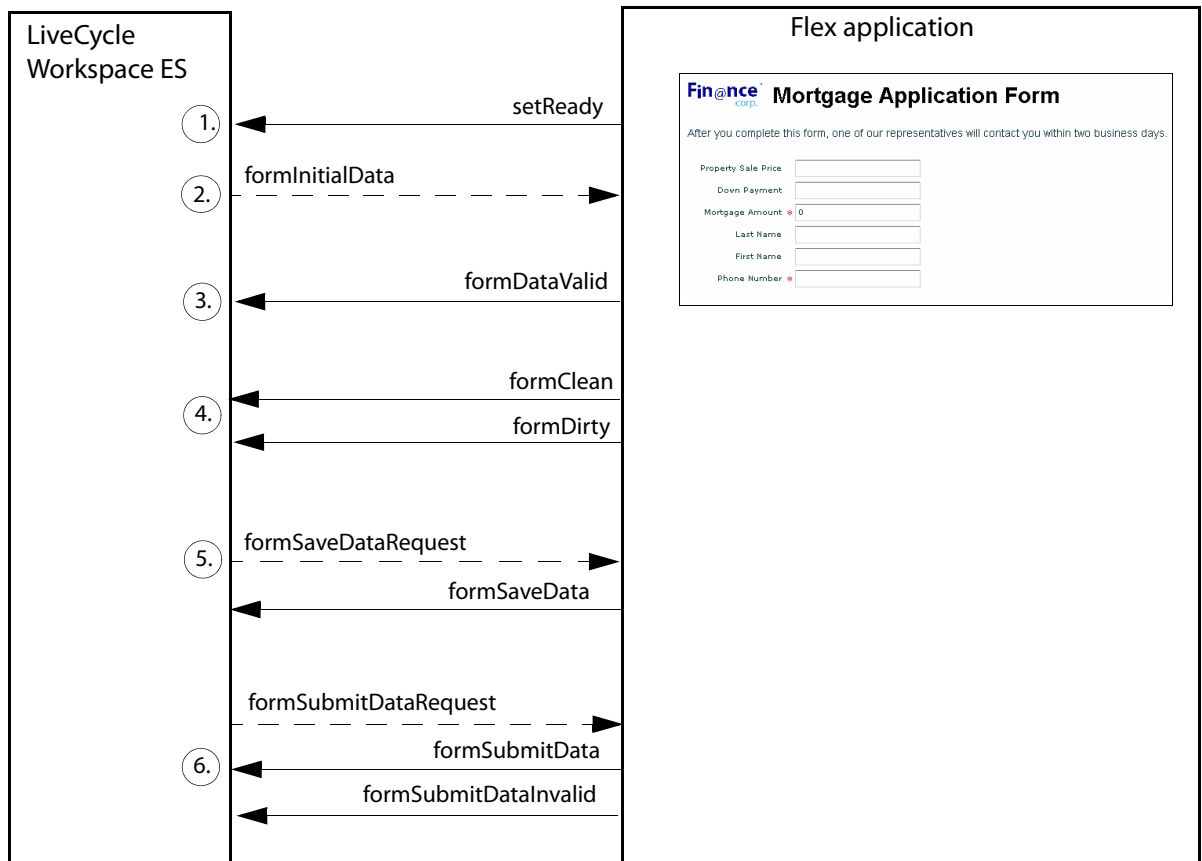 LiveCycle
Workspace ES
Flex application
Fin@nce
corp.
Mortgage Application Form
After you complete this form, one of our representatives will contact you within two business days.
Property Sale Price
Down Payment
Mortgage Amount * 0
Last Name
First Name
Phone Number *
setReady
1.
formInitialData
2.
formDataValid
3.
formClean
4.
formDirty
formSaveDataRequest
5.
formSaveData
formSubmitDataRequest
formSubmitData
6.
formSubmitDataInvalid